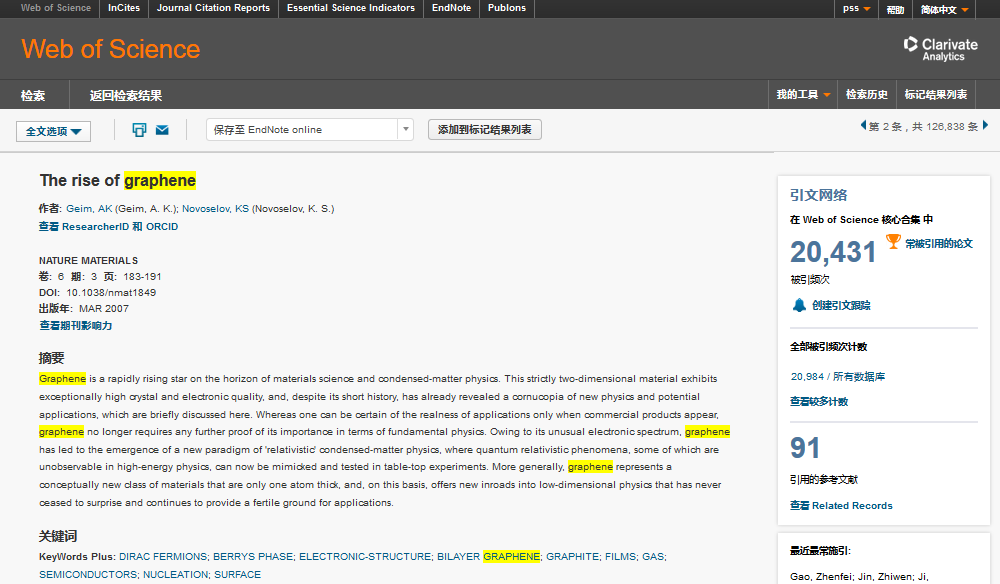 Web of Science InCites Journal Citation Reports Essential Science Indicators EndNote Publons pss 帮助 简体中文
Web of Science
Clarivate
Analytics
检索 返回检索结果 我的工具 检索历史 标记结果列表
全文选项 保存至 EndNote online 添加到标记结果列表 第 2 条，共 126,838 条
The rise of graphene
作者: Geim, AK (Geim, A. K.); Novoselov, KS (Novoselov, K. S.)
查看 ResearcherID 和 ORCID
NATURE MATERIALS
卷: 6 期: 3 页: 183-191
DOI: 10.1038/nmat1849
出版年: MAR 2007
查看期刊影响力
摘要
Graphene is a rapidly rising star on the horizon of materials science and condensed-matter physics. This strictly two-dimensional material exhibits
exceptionally high crystal and electronic quality, and, despite its short history, has already revealed a cornucopia of new physics and potential
applications, which are briefly discussed here. Whereas one can be certain of the realness of applications only when commercial products appear,
graphene no longer requires any further proof of its importance in terms of fundamental physics. Owing to its unusual electronic spectrum, graphene
has led to the emergence of a new paradigm of 'relativistic' condensed-matter physics, where quantum relativistic phenomena, some of which are
unobservable in high-energy physics, can now be mimicked and tested in table-top experiments. More generally, graphene represents a
conceptually new class of materials that are only one atom thick, and, on this basis, offers new inroads into low-dimensional physics that has never
ceased to surprise and continues to provide a fertile ground for applications.
关键词
KeyWords Plus: DIRAC FERMIONS; BERRYS PHASE; ELECTRONIC-STRUCTURE; BILAYER GRAPHENE; GRAPHITE; FILMS; GAS;
SEMICONDUCTORS; NUCLEATION; SURFACE
引文网络
在 Web of Science 核心合集 中
20,431 常被引用的论文
被引频次
创建引文跟踪
全部被引频次计数
20,984 / 所有数据库
查看较多计数
91
引用的参考文献
查看 Related Records
最近最常施引:
Gao, Zhenfei; Jin, Zhiwen; Ji,